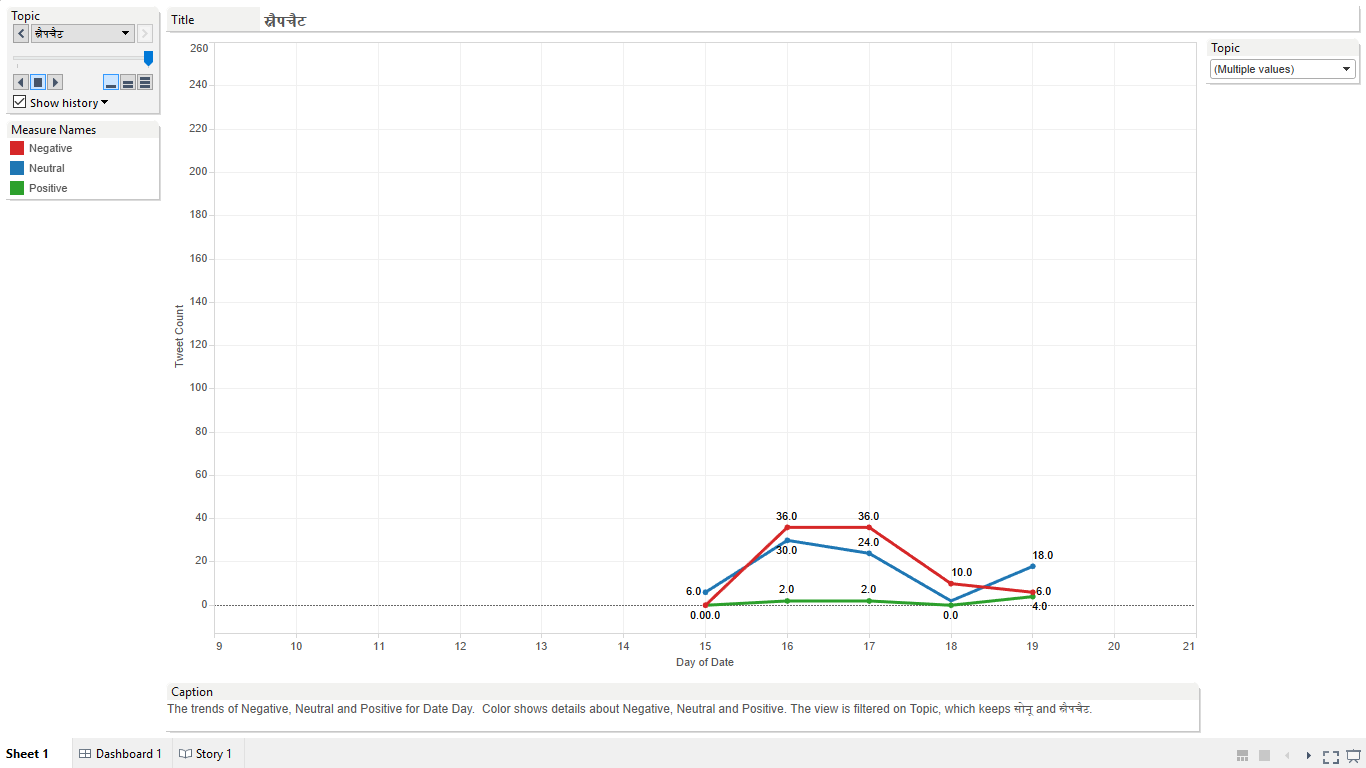 Topic
स्नैपचैट
Show history
Measure Names
Negative
Neutral
Positive
Title
स्नैपचैट
Topic
(Multiple values)
Tweet Count
260
240
220
200
180
160
140
120
100
80
60
40
20
0
36.0 36.0
30.0 24.0
6.0 2.0 2.0 10.0 18.0
0.00.0 0.0 6.0
4.0
9 10 11 12 13 14 15 16 17 18 19 20 21
Day of Date
Caption
The trends of Negative, Neutral and Positive for Date Day. Color shows details about Negative, Neutral and Positive. The view is filtered on Topic, which keeps सोनू and स्नैपचैट.
Sheet 1 Dashboard 1 Story 1